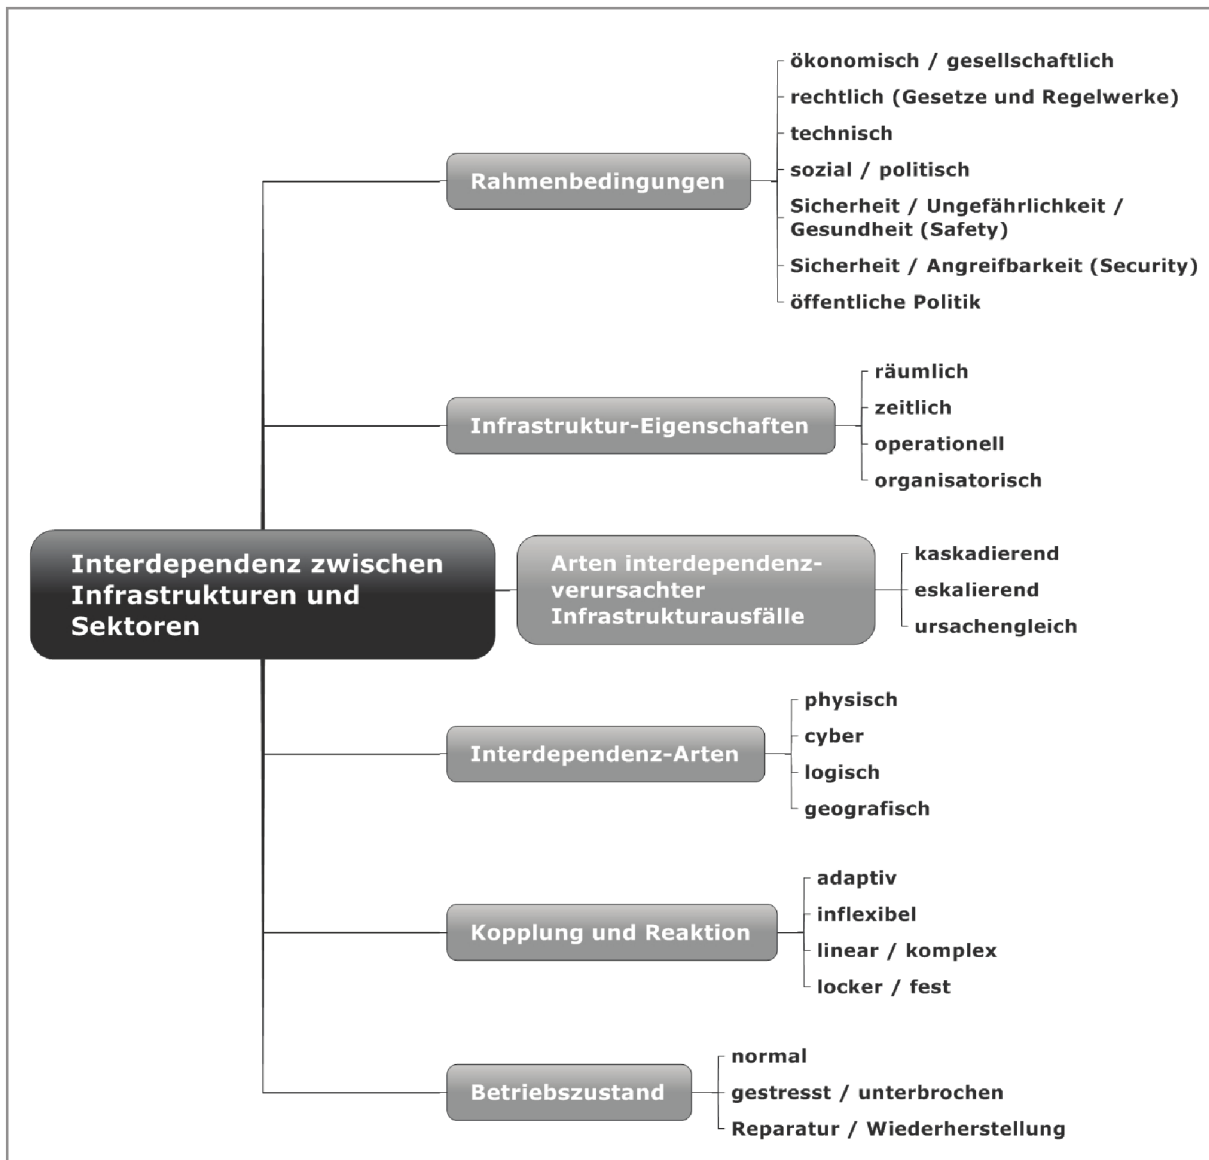 Interdependenz zwischen
Infrastrukturen und
Sektoren
Rahmenbedingungen
ökonomisch / gesellschaftlich
rechtlich (Gesetze und Regelwerke)
technisch
sozial / politisch
Sicherheit / Ungefährlichkeit /
Gesundheit (Safety)
Sicherheit / Angreifbarkeit (Security)
öffentliche Politik
Infrastruktur-Eigenschaften
räumlich
zeitlich
operationell
organisatorisch
Arten interdependenz-
verursachter
Infrastrukturausfälle
kaskadierend
eskalierend
ursachengleich
Interdependenz-Arten
physisch
cyber
logisch
geografisch
Kopplung und Reaktion
adaptiv
inflexibel
linear / komplex
locker / fest
Betriebszustand
normal
gestresst / unterbrochen
Reparatur / Wiederherstellung